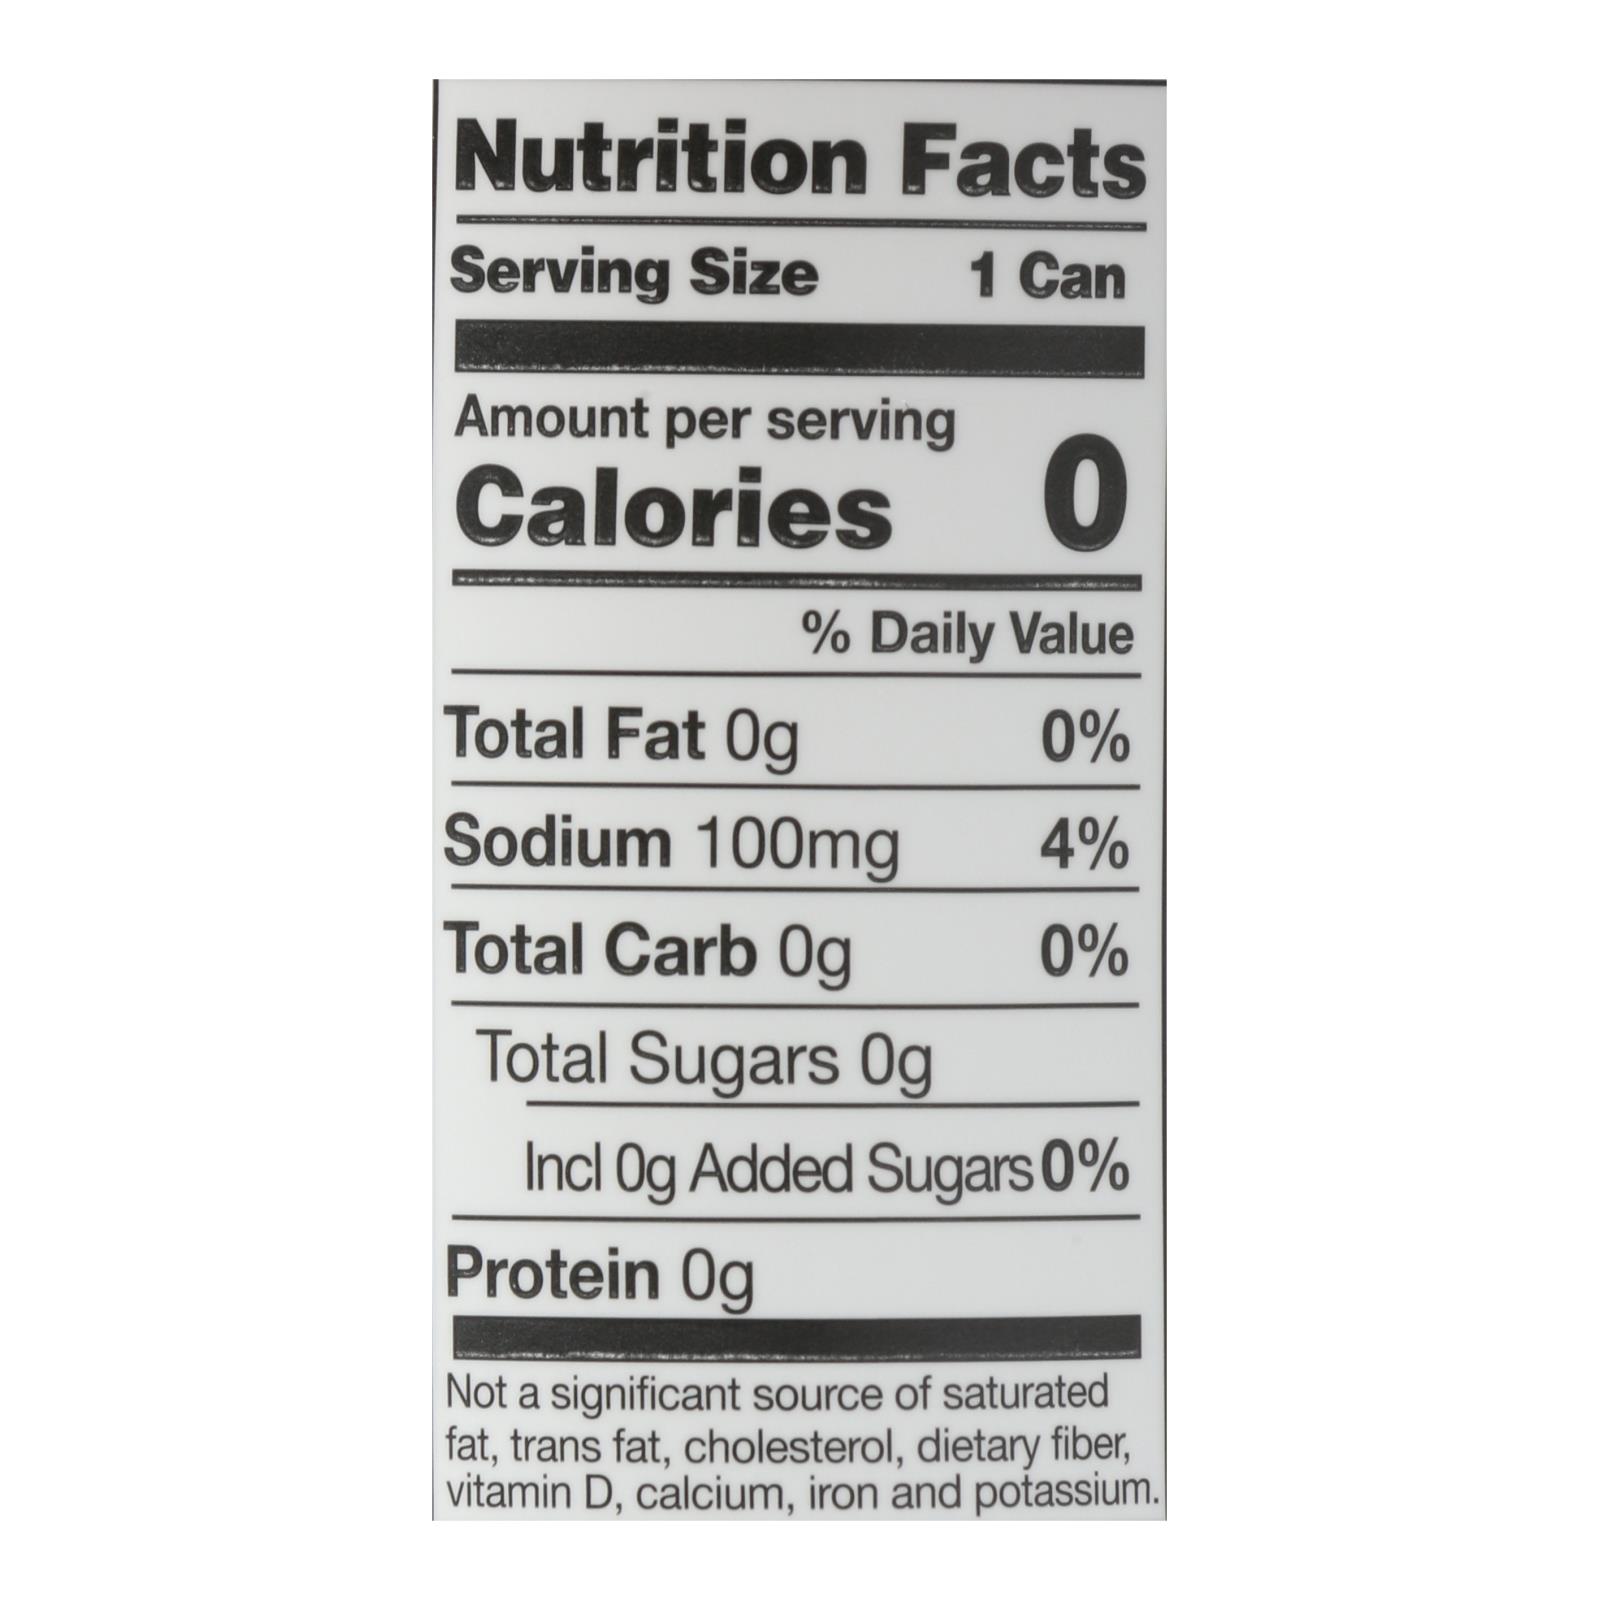 Nutrition Facts
Serving Size 1 Can
Amount per serving
Calories 0
% Daily Value
Total Fat 0g 0%
Sodium 100mg 4%
Total Carb 0g 0%
Total Sugars 0g
Incl 0g Added Sugars 0%
Protein 0g
Not a significant source of saturated
fat, trans fat, cholesterol, dietary fiber,
vitamin D, calcium, iron and potassium.